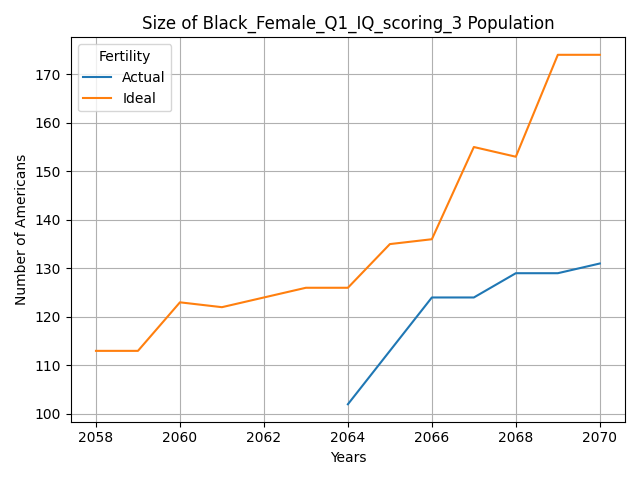 Size of Black_Female_Q1_IQ_scoring_3 Population
Fertility
Actual
Ideal
Number of Americans
170
160
150
140
130
120
110
100
2058 2060 2062 2064 2066 2068 2070
Years